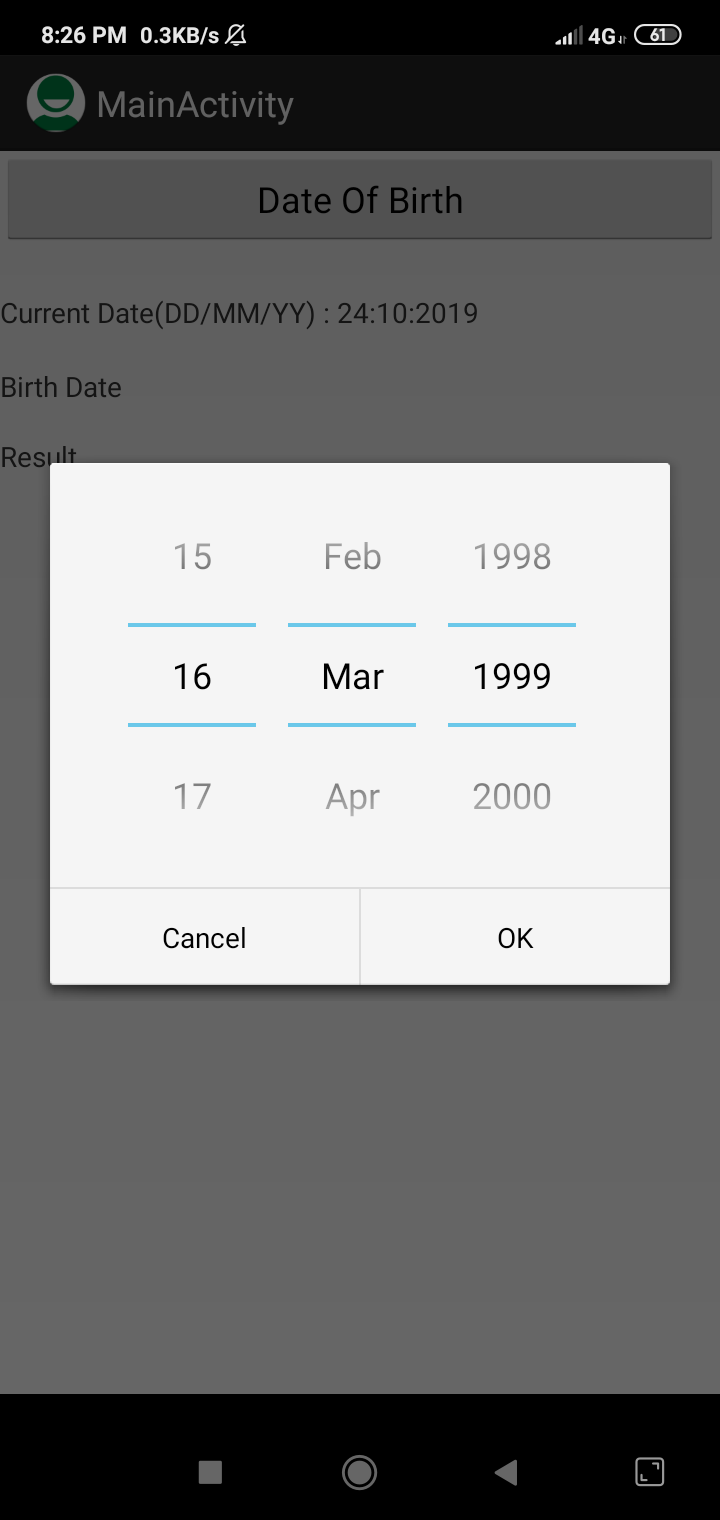 8:26 PM 0.3KB/s 4G 61
MainActivity
Date Of Birth
Current Date(DD/MM/YY) : 24:10:2019
Birth Date
Result
15 Feb 1998
16 Mar 1999
17 Apr 2000
Cancel OK